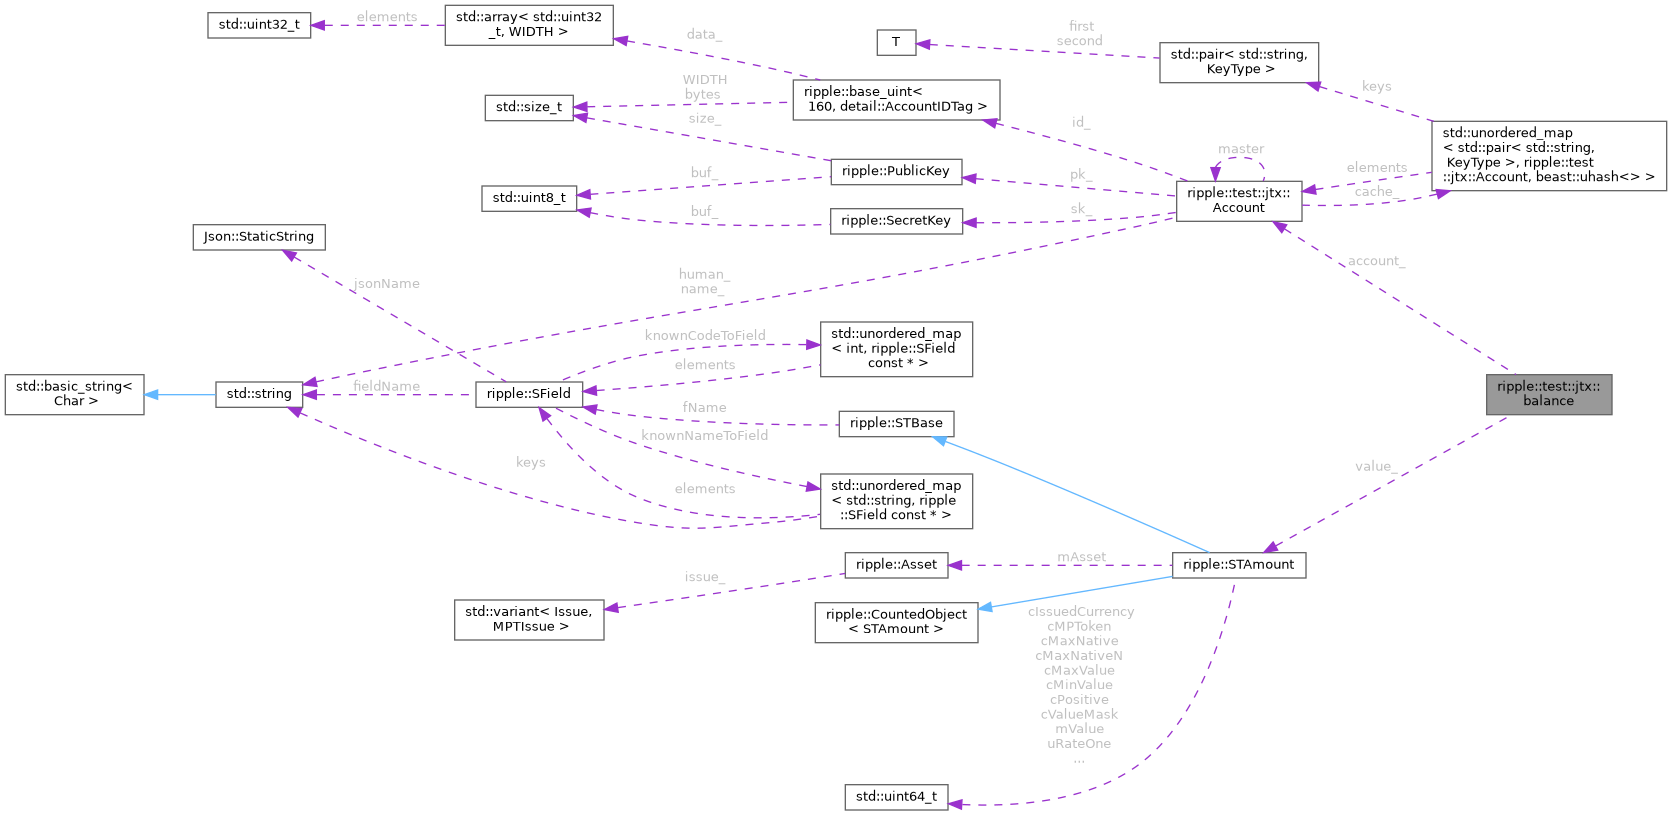 std::uint32_t
elements
std::array< std::uint32
_t, WIDTH >
data_
first
second
T
std::pair< std::string,
KeyType >
keys
std::size_t
WIDTH
bytes
size_
ripple::base_uint<
160, detail::AccountIDTag >
id_
std::unordered_map
< std::pair< std::string,
KeyType >, ripple::test
::jtx::Account, beast::uhash<> >
master
elements
cache_
std::uint8_t
buf_
buf_
ripple::PublicKey
ripple::SecretKey
pk_
sk_
ripple::test::jtx::
Account
Json::StaticString
jsonName
human_
name_
account_
knownCodeToField
elements
std::unordered_map
< int, ripple::SField
const * >
std::basic_string<
Char >
std::string
fieldName
ripple::SField
fName
ripple::STBase
ripple::test::jtx::
balance
knownNameToField
keys
elements
std::unordered_map
< std::string, ripple
::SField const * >
value_
ripple::Asset
mAsset
ripple::STAmount
issue_
std::variant< Issue,
MPTIssue >
ripple::CountedObject
< STAmount >
cIssuedCurrency
cMPToken
cMaxNative
cMaxNativeN
cMaxValue
cMinValue
cPositive
cValueMask
mValue
uRateOne
...
std::uint64_t